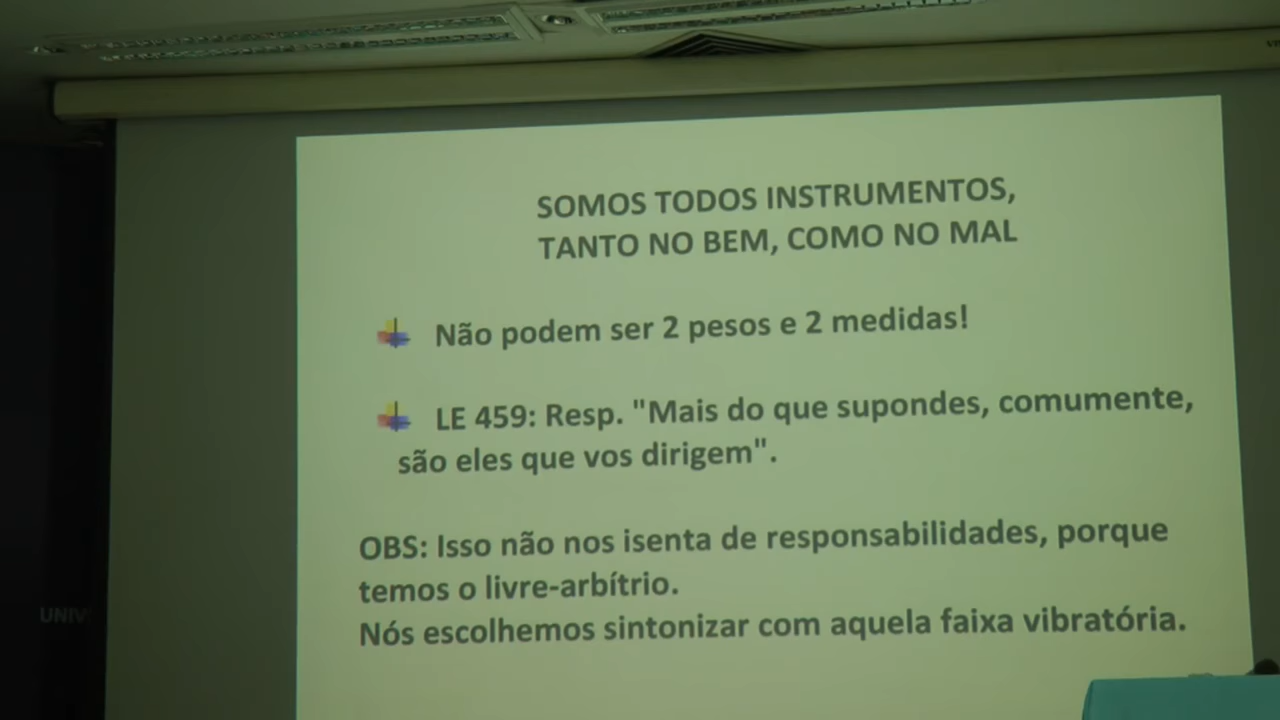 SOMOS TODOS INSTRUMENTOS,
TANTO NO BEM, COMO NO MAL
Não podem ser 2 pesos e 2 medidas!
LE 459: Resp. "Mais do que supondes, comumente,
são eles que vos dirigem".
OBS: Isso não nos isenta de responsabilidades, porque
temos o livre-arbítrio.
Nós escolhemos sintonizar com aquela faixa vibratória.
UNIV